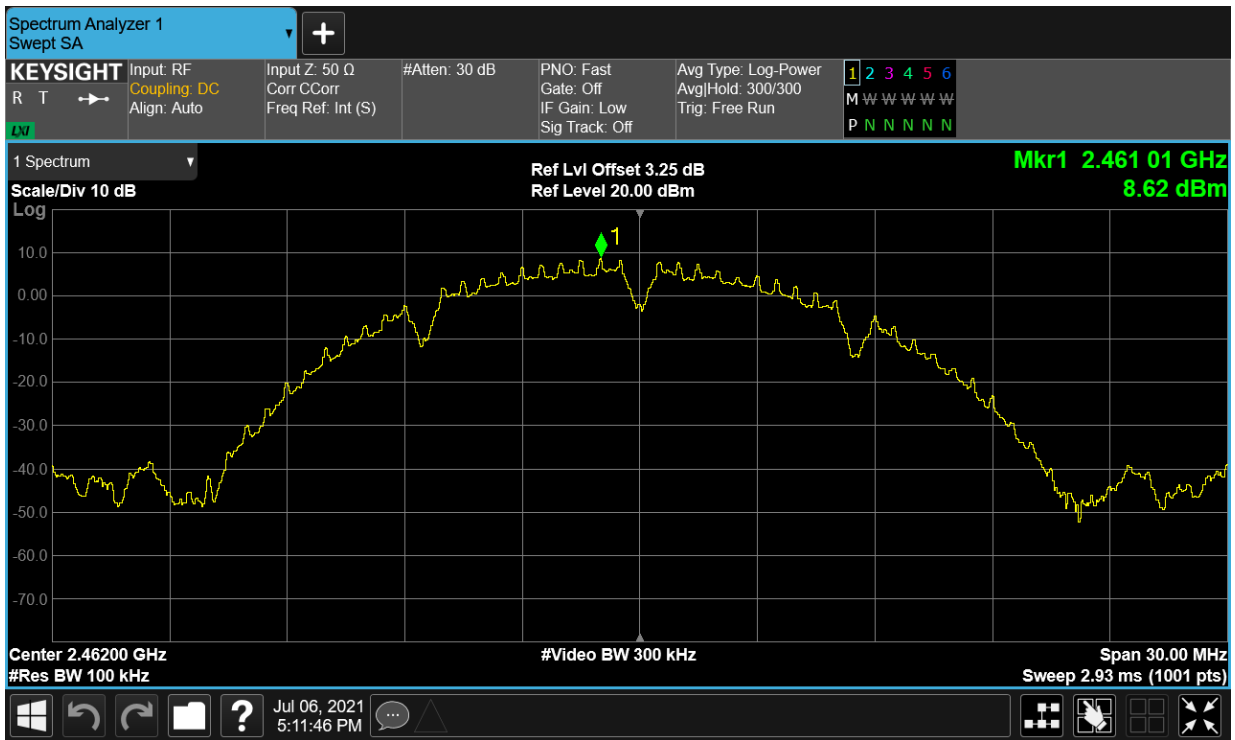 Spectrum Analyzer 1
Swept SA
KEYSIGHT
R T
LXI
Input: RF
Coupling: DC
Align: Auto
Input Z: 50 Ω
Corr CCorr
Freq Ref: Int (S)
#Atten: 30 dB
PNO: Fast
Gate: Off
IF Gain: Low
Sig Track: Off
Avg Type: Log-Power
Avg|Hold: 300/300
Trig: Free Run
1 2 3 4 5 6
M W W W W W
P N N N N N
1 Spectrum
Scale/Div 10 dB
Log
Ref Lvl Offset 3.25 dB
Ref Level 20.00 dBm
Mkr1 2.461 01 GHz
8.62 dBm
1
10.0
0.00
-10.0
-20.0
-30.0
-40.0
-50.0
-60.0
-70.0
Center 2.46200 GHz
#Res BW 100 kHz
#Video BW 300 kHz
Span 30.00 MHz
Sweep 2.93 ms (1001 pts)
?
Jul 06, 2021
5:11:46 PM